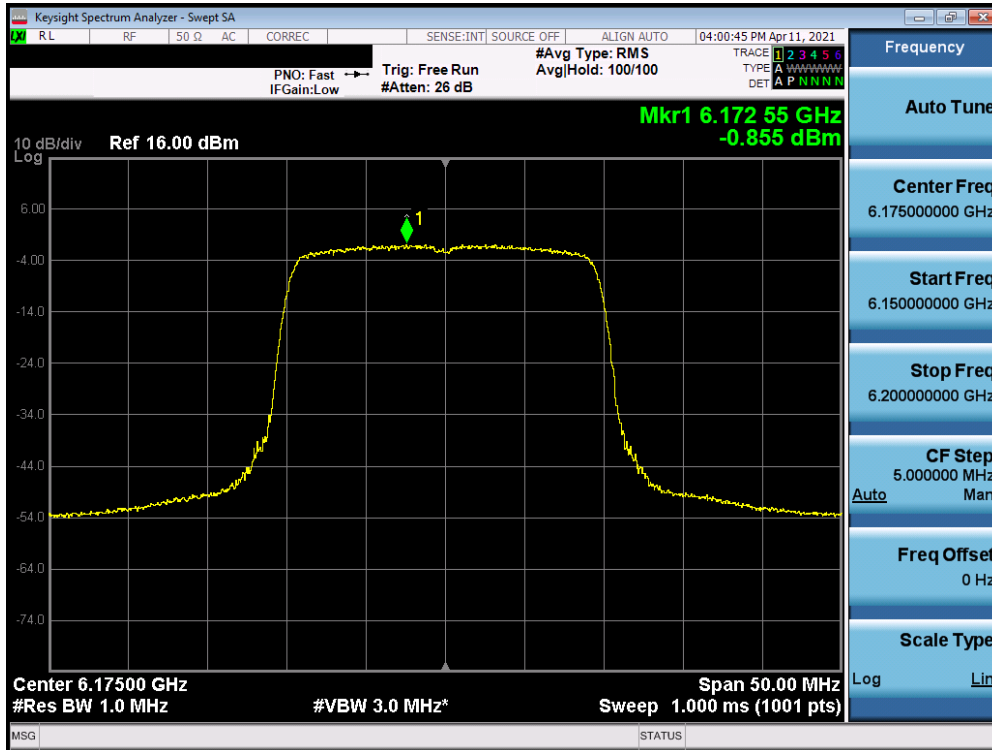 Keysight Spectrum Analyzer - Swept SA
LXI RL RF 50 Ω AC CORREC SENSE:INT SOURCE OFF ALIGN AUTO 04:00:45 PM Apr 11, 2021
PNO: Fast
IFGain:Low
Trig: Free Run
#Atten: 26 dB
#Avg Type: RMS
Avg|Hold: 100/100
TRACE 1 2 3 4 5 6
TYPE A WWWWW
DET A P N N N N
Mkr1 6.172 55 GHz
-0.855 dBm
10 dB/div Ref 16.00 dBm
Log
1
6.00
-4.00
-14.0
-24.0
-34.0
-44.0
-54.0
-64.0
-74.0
Center 6.17500 GHz Span 50.00 MHz
#Res BW 1.0 MHz #VBW 3.0 MHz* Sweep 1.000 ms (1001 pts)
MSG STATUS
Frequency
Auto Tune
Center Freq
6.175000000 GHz
Start Freq
6.150000000 GHz
Stop Freq
6.200000000 GHz
CF Step
5.000000 MHz
Auto Man
Freq Offset
0 Hz
Scale Type
Log Lin